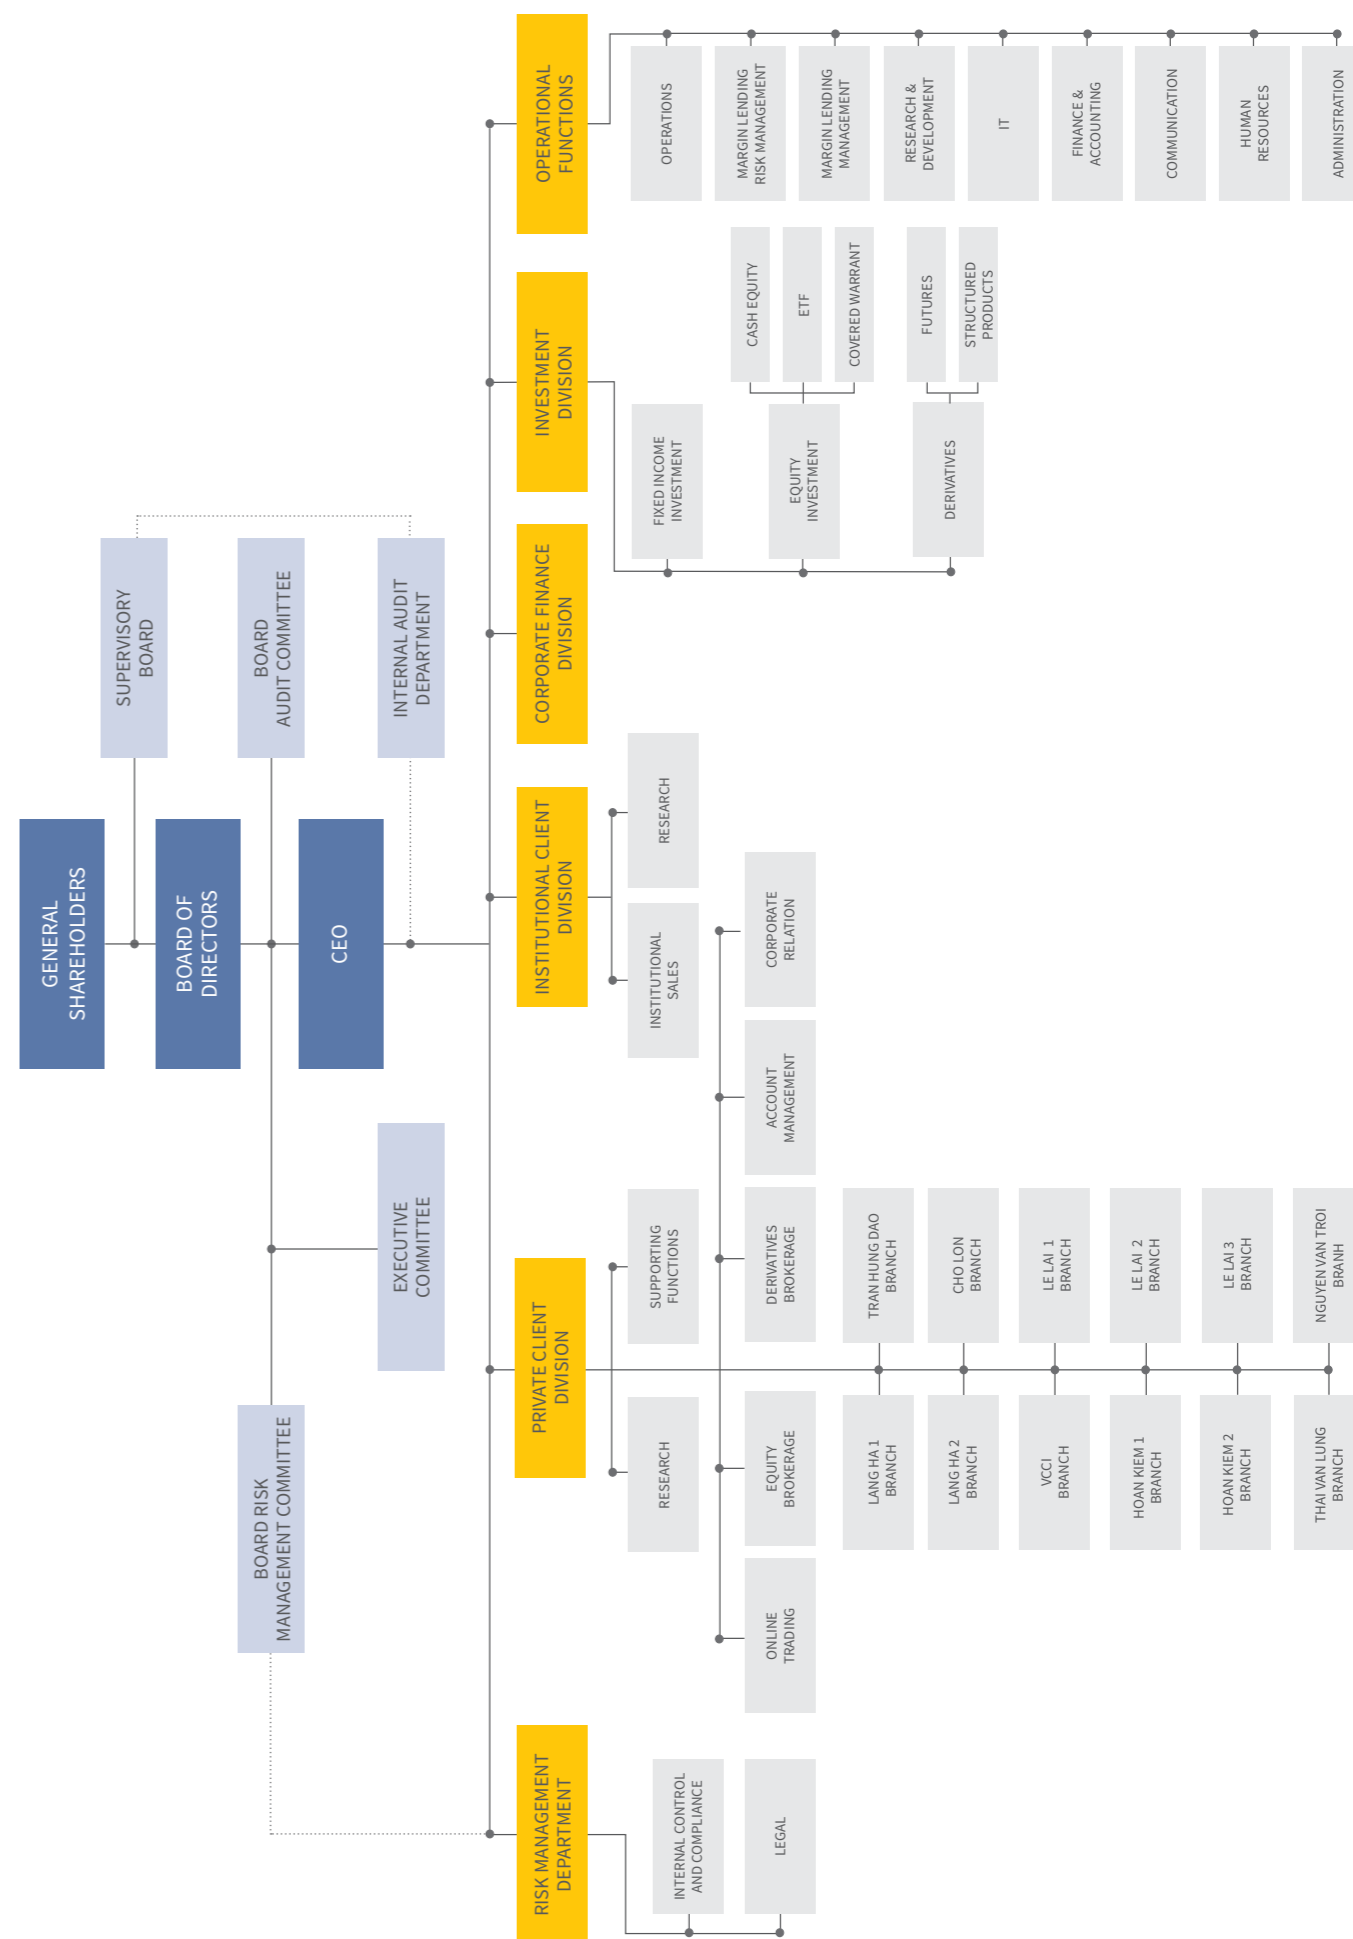 GENERAL
SHAREHOLDERS
SUPERVISORY
BOARD
BOARD OF
DIRECTORS
BOARD RISK
MANAGEMENT COMMITTEE
BOARD
AUDIT COMMITTEE
CEO
EXECUTIVE
COMMITTEE
INTERNAL AUDIT
DEPARTMENT
RISK MANAGEMENT
DEPARTMENT
PRIVATE CLIENT
DIVISION
INSTITUTIONAL CLIENT
DIVISION
CORPORATE FINANCE
DIVISION
INVESTMENT
DIVISION
OPERATIONAL
FUNCTIONS
INTERNAL CONTROL
AND COMPLIANCE
LEGAL
RESEARCH
SUPPORTING
FUNCTIONS
ONLINE
TRADING
EQUITY
BROKERAGE
DERIVATIVES
BROKERAGE
ACCOUNT
MANAGEMENT
CORPORATE
RELATION
LANG HA 1
BRANCH
TRAN HUNG DAO
BRANCH
LANG HA 2
BRANCH
CHO LON
BRANCH
VCCI
BRANCH
LE LAI 1
BRANCH
HOAN KIEM 1
BRANCH
LE LAI 2
BRANCH
HOAN KIEM 2
BRANCH
LE LAI 3
BRANCH
THAI VAN LUNG
BRANCH
NGUYEN VAN TROI
BRANH
INSTITUTIONAL
SALES
RESEARCH
FIXED INCOME
INVESTMENT
EQUITY
INVESTMENT
CASH EQUITY
ETF
COVERED WARRANT
DERIVATIVES
FUTURES
STRUCTURED
PRODUCTS
OPERATIONS
MARGIN LENDING
RISK MANAGEMENT
MARGIN LENDING
MANAGEMENT
RESEARCH &
DEVELOPMENT
IT
FINANCE &
ACCOUNTING
COMMUNICATION
HUMAN
RESOURCES
ADMINISTRATION